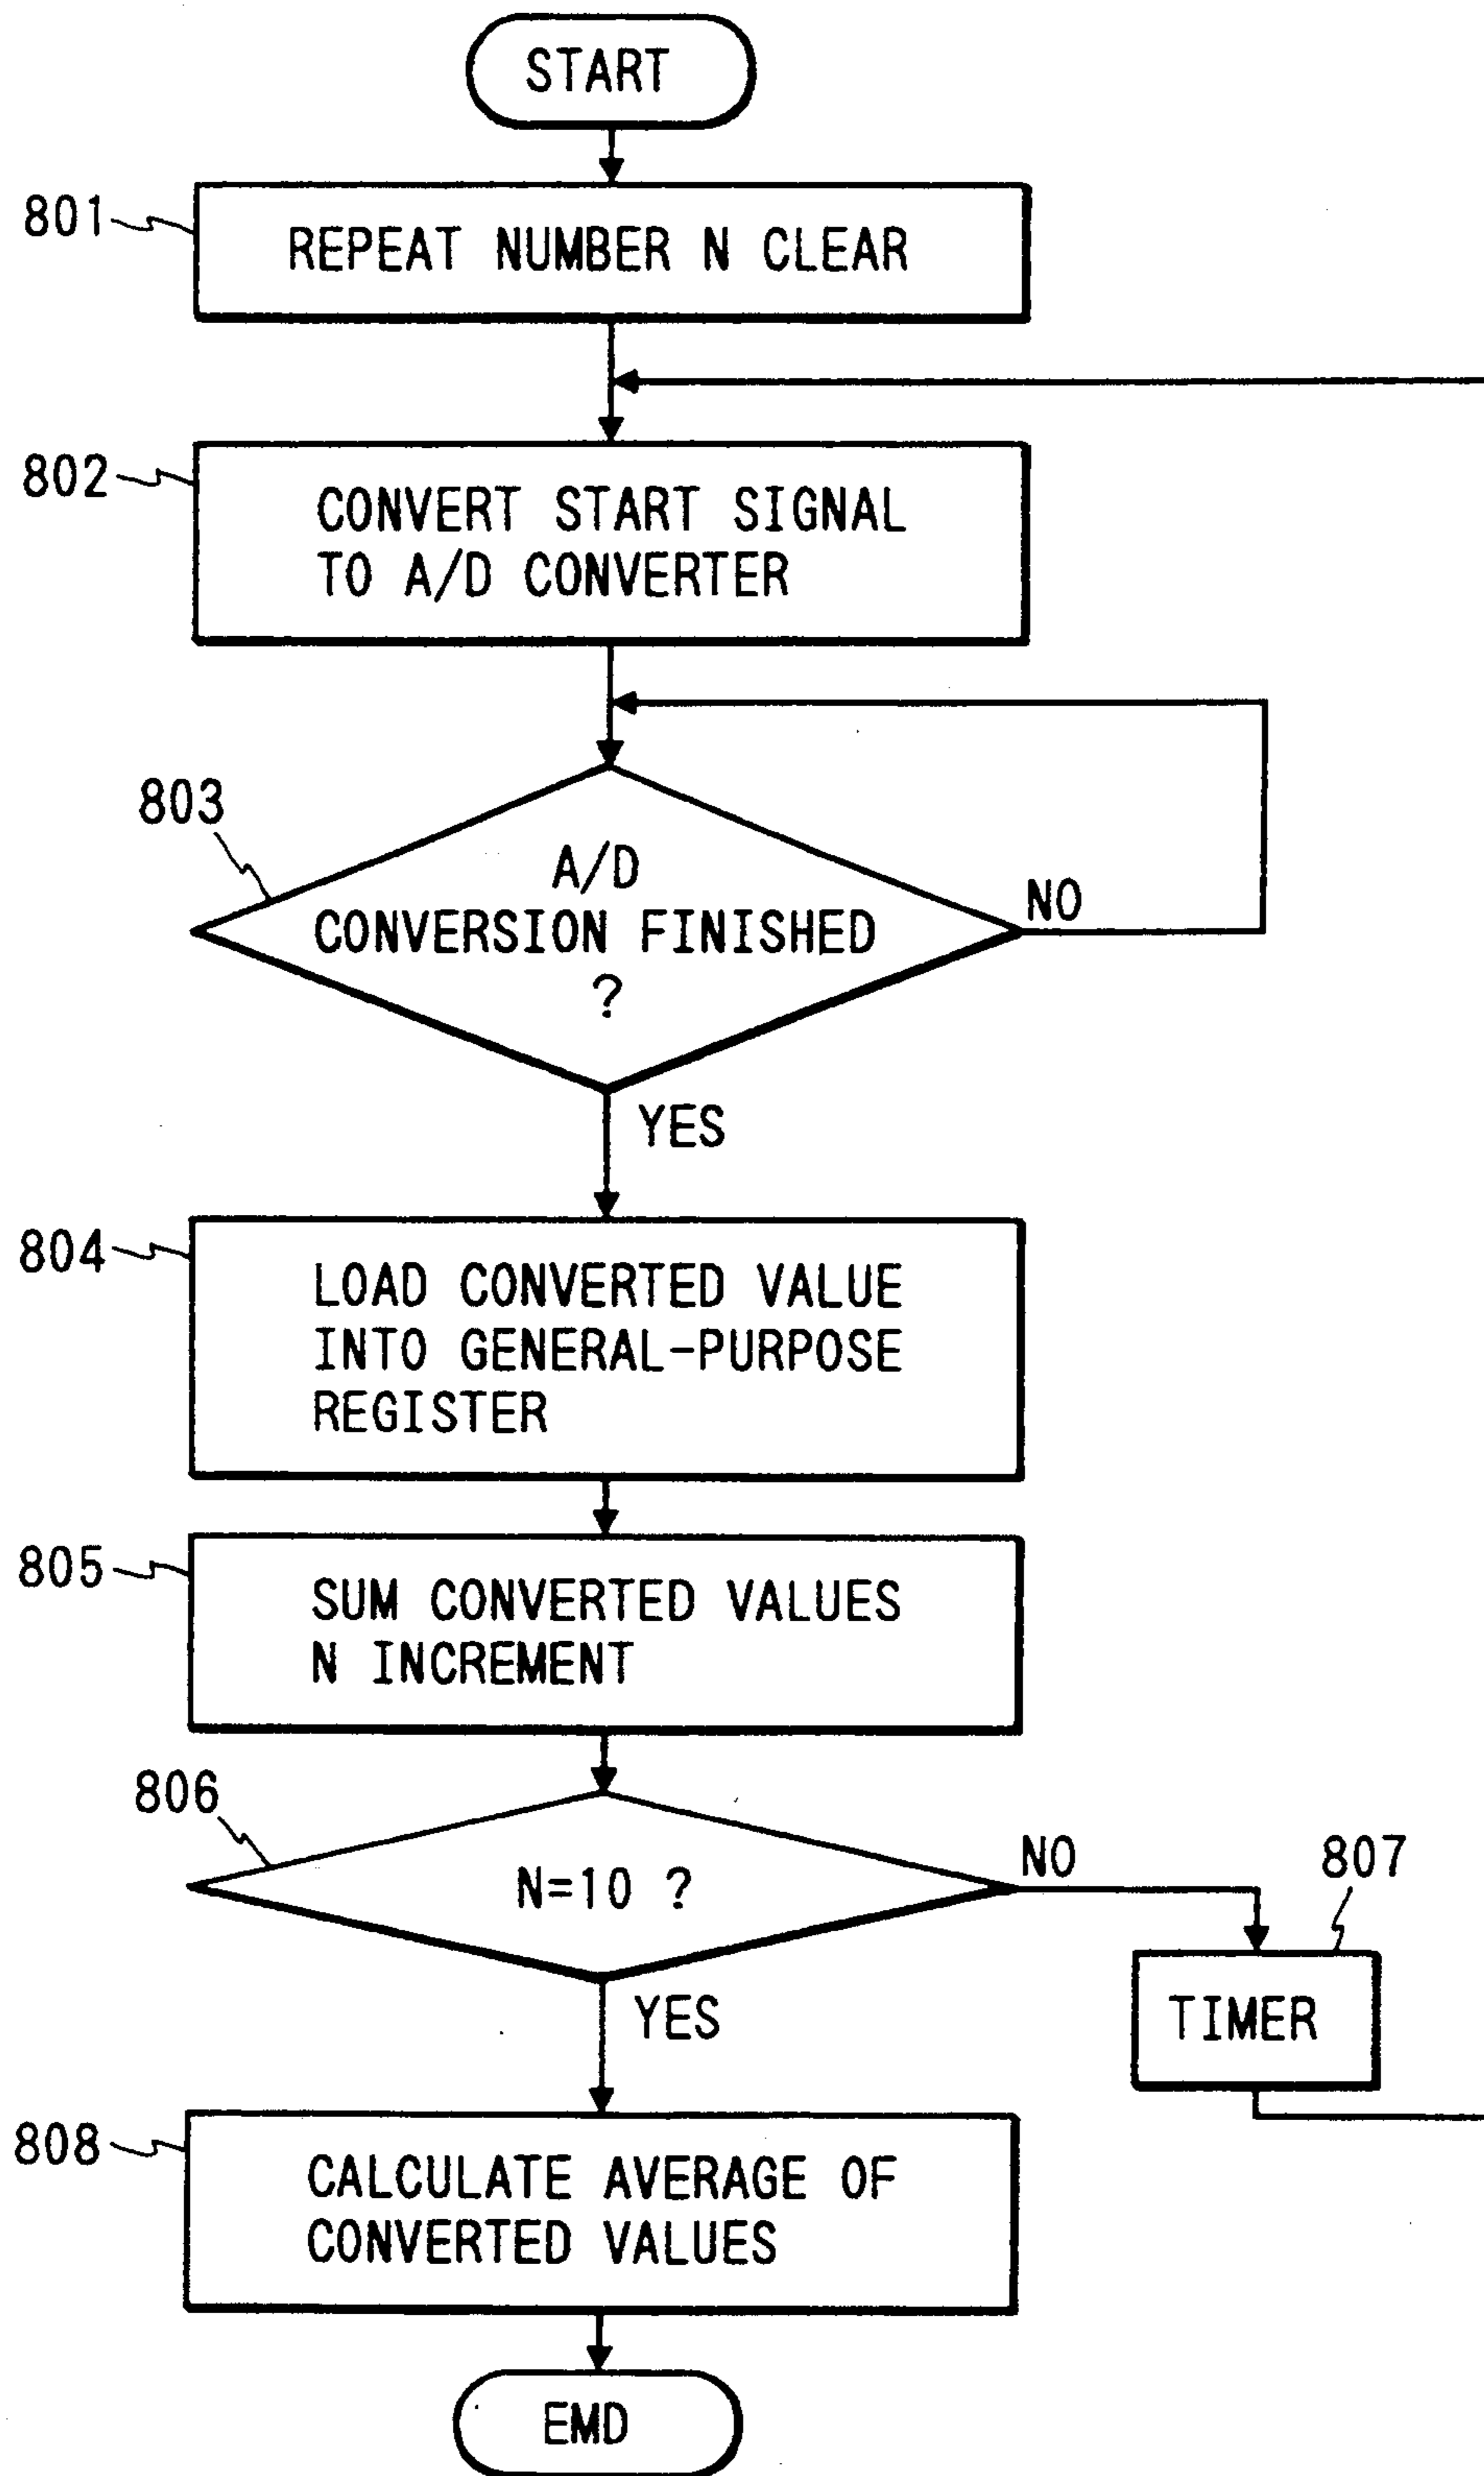 START
801
REPEAT NUMBER N CLEAR
802
CONVERT START SIGNAL
TO A/D CONVERTER
803
A/D
CONVERSION FINISHED
?
NO
YES
804
LOAD CONVERTED VALUE
INTO GENERAL-PURPOSE
REGISTER
805
SUM CONVERTED VALUES
N INCREMENT
806
N=10 ?
NO
807
TIMER
YES
808
CALCULATE AVERAGE OF
CONVERTED VALUES
EMD